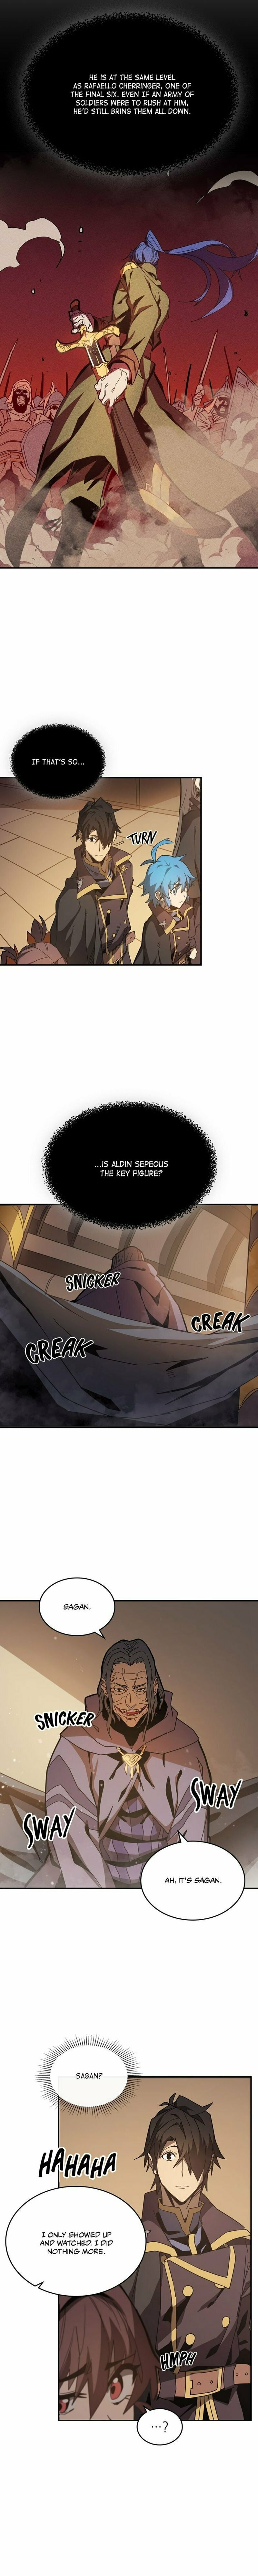 HE IS AT THE SAME LEVEL
AS RAFAELLO CHERRINGER, ONE OF
THE FINAL SIX. EVEN IF AN ARMY OF
SOLDIERS WERE TO RUSH AT HIM,
HE'D STILL BRING THEM ALL DOWN.
IF THAT'S SO...
TURN
...IS ALDIN SEPEOUS
THE KEY FIGURE?
SNICKER
CREAK
CREAK
SAGAN.
SNICKER
SWAY
SWAY
AH, IT'S SAGAN.
SAGAN?
HAHAHA
I ONLY SHOWED UP
AND WATCHED. I DID
NOTHING MORE.
HMPH
...?